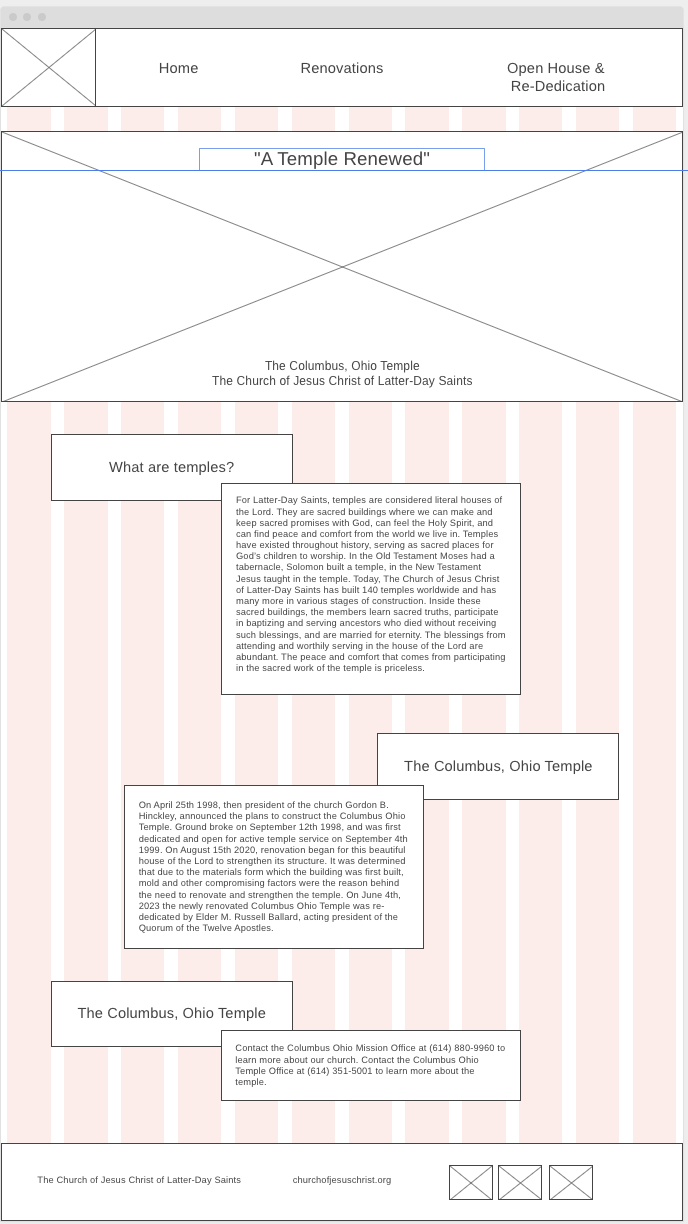 Home
Renovations
Open House &
Re-Dedication
"A Temple Renewed"
The Columbus, Ohio Temple
The Church of Jesus Christ of Latter-Day Saints
What are temples?
For Latter-Day Saints, temples are considered literal houses of
the Lord. They are sacred buildings where we can make and
keep sacred promises with God, can feel the Holy Spirit, and
can find peace and comfort from the world we live in. Temples
have existed throughout history, serving as sacred places for
God's children to worship. In the Old Testament Moses had a
tabernacle, Solomon built a temple, in the New Testament
Jesus taught in the temple. Today, The Church of Jesus Christ
of Latter-Day Saints has built 140 temples worldwide and has
many more in various stages of construction. Inside these
sacred buildings, the members learn sacred truths, participate
in baptizing and serving ancestors who died without receiving
such blessings, and are married for eternity. The blessings from
attending and worthily serving in the house of the Lord are
abundant. The peace and comfort that comes from participating
in the sacred work of the temple is priceless.
The Columbus, Ohio Temple
On April 25th 1998, then president of the church Gordon B.
Hinckley, announced the plans to construct the Columbus Ohio
Temple. Ground broke on September 12th 1998, and was first
dedicated and open for active temple service on September 4th
1999. On August 15th 2020, renovation began for this beautiful
house of the Lord to strengthen its structure. It was determined
that due to the materials form which the building was first built,
mold and other compromising factors were the reason behind
the need to renovate and strengthen the temple. On June 4th,
2023 the newly renovated Columbus Ohio Temple was re-
dedicated by Elder M. Russell Ballard, acting president of the
Quorum of the Twelve Apostles.
The Columbus, Ohio Temple
Contact the Columbus Ohio Mission Office at (614) 880-9960 to
learn more about our church. Contact the Columbus Ohio
Temple Office at (614) 351-5001 to learn more about the
temple.
The Church of Jesus Christ of Latter-Day Saints
churchofjesuschrist.org